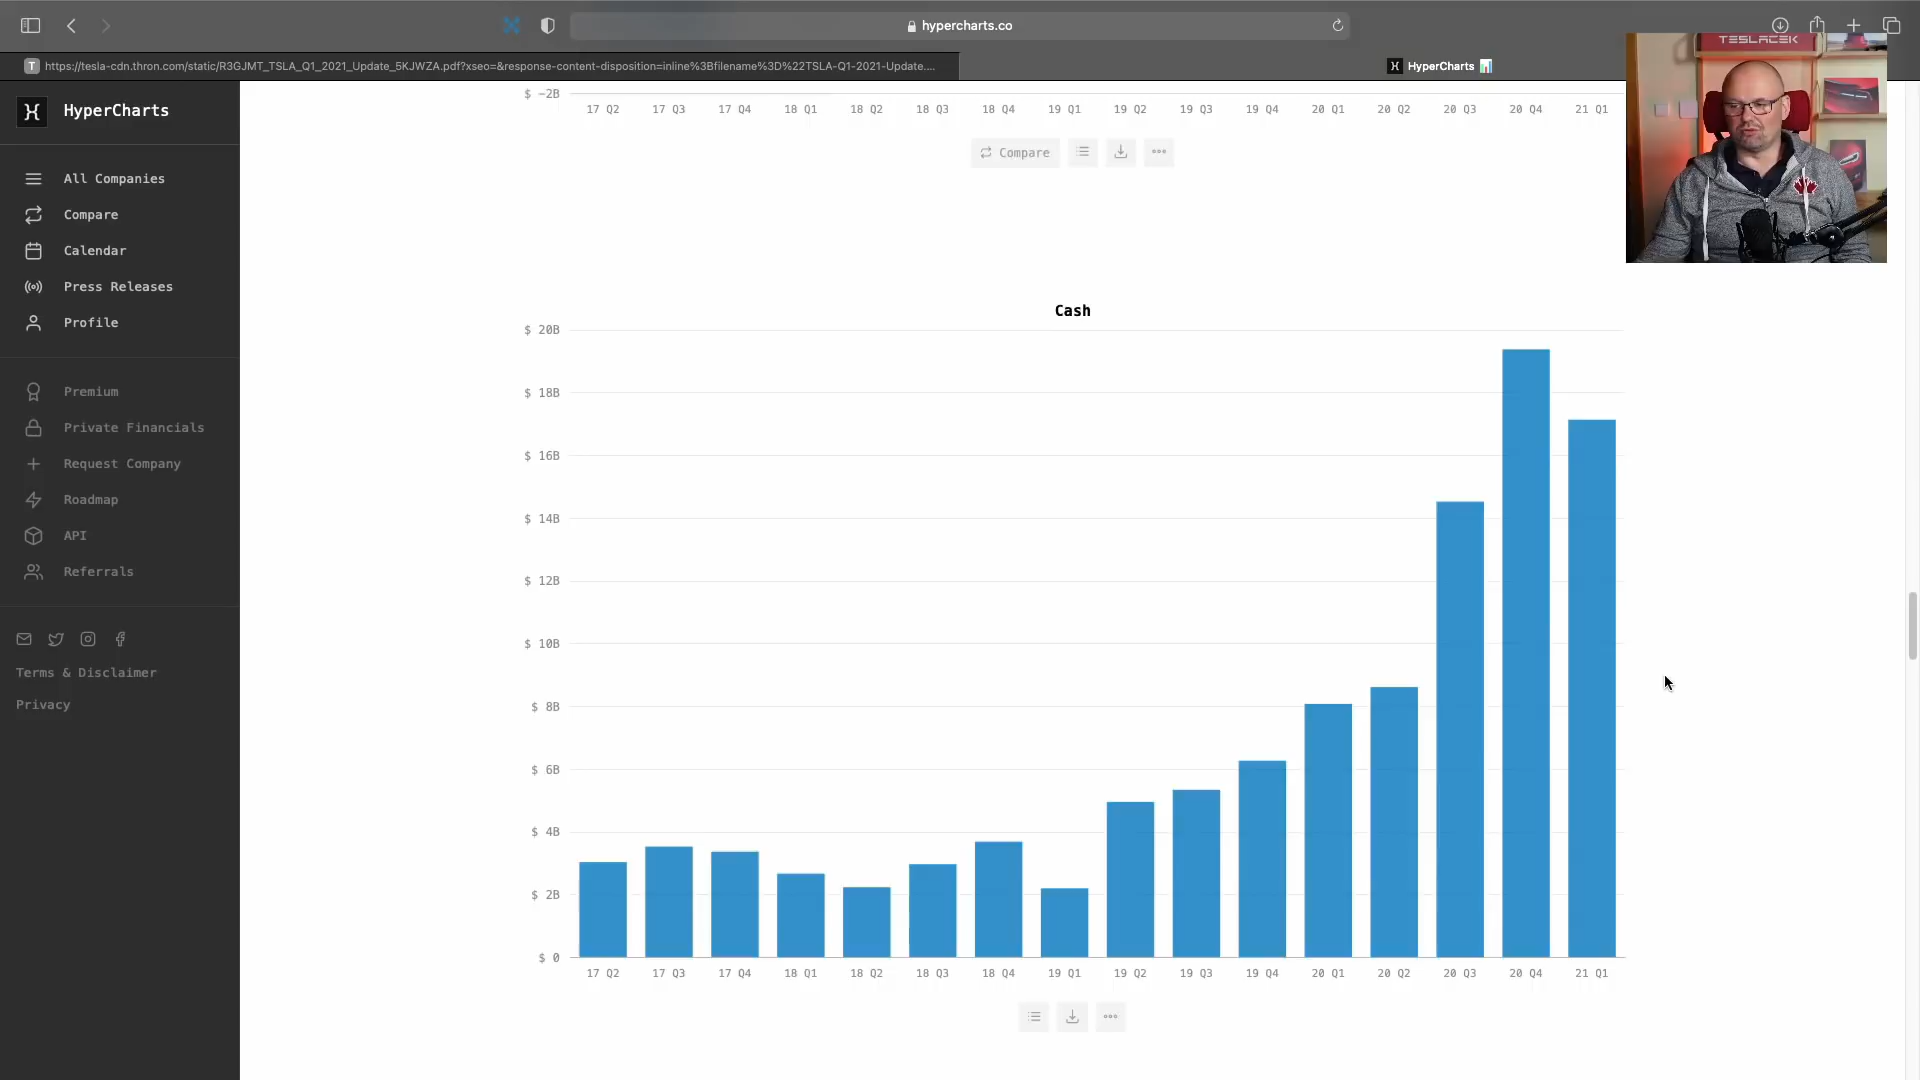 hypercharts.co
T https://tesla-cdn.thron.com/static/R3GJMT_TSLA_Q1_2021_Update_5KJWZA.pdf?xseo=&response-content-disposition=inline%3Bfilename%3D%22TSLA-Q1-2021-Update....
HyperCharts
TESLACEK
HyperCharts
All Companies
Compare
Calendar
Press Releases
Profile
Premium
Private Financials
Request Company
Roadmap
API
Referrals
Terms & Disclaimer
Privacy
$ -2B
17 Q2 17 Q3 17 Q4 18 Q1 18 Q2 18 Q3 18 Q4 19 Q1 19 Q2 19 Q3 19 Q4 20 Q1 20 Q2 20 Q3 20 Q4 21 Q1
Compare
Cash
$ 20B
$ 18B
$ 16B
$ 14B
$ 12B
$ 10B
$ 8B
$ 6B
$ 4B
$ 2B
$ 0
17 Q2 17 Q3 17 Q4 18 Q1 18 Q2 18 Q3 18 Q4 19 Q1 19 Q2 19 Q3 19 Q4 20 Q1 20 Q2 20 Q3 20 Q4 21 Q1